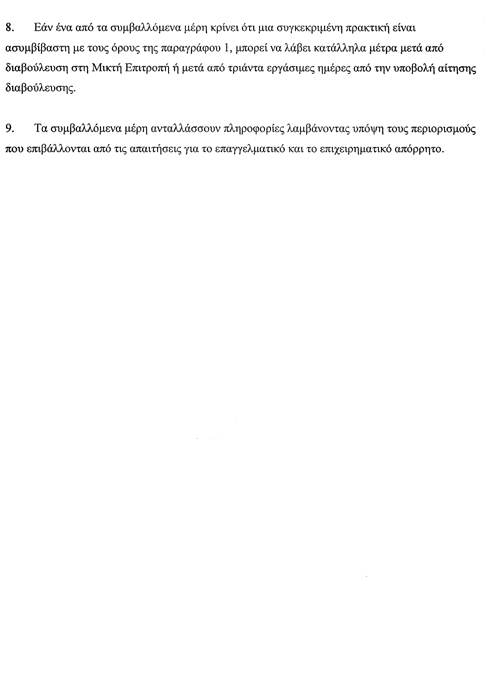 8. Εάν ένα από τα συμβαλλόμενα μέρη κρίνει ότι μια συγκεκριμένη πρακτική είναι
ασυμβίβαστη με τους όρους της παραγράφου 1, μπορεί να λάβει κατάλληλα μέτρα μετά από
διαβούλευση στη Μικτή Επιτροπή ή μετά από τριάντα εργάσιμες ημέρες από την υποβολή αίτησης
διαβούλευσης.
9. Τα συμβαλλόμενα μέρη ανταλλάσσουν πληροφορίες λαμβάνοντας υπόψη τους περιορισμούς
που επιβάλλονται από τις απαιτήσεις για το επαγγελματικό και το επιχειρηματικό απόρρητο.